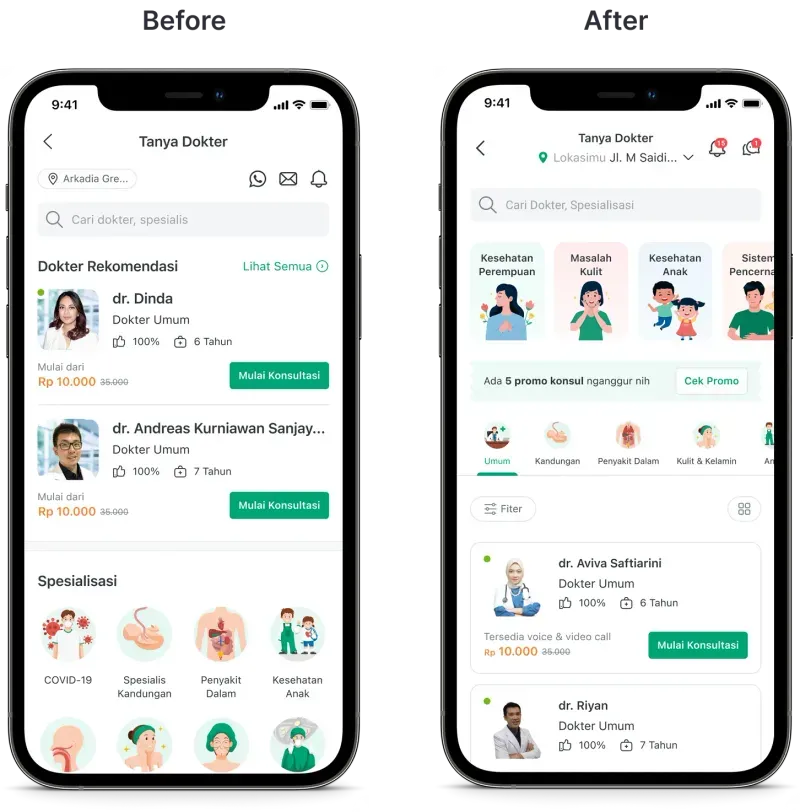 Before
9:41
Tanya Dokter
Arkadia Gre...
Cari dokter, spesialis
Dokter Rekomendasi
Lihat Semua
dr. Dinda
Dokter Umum
100%
6 Tahun
Mulai dari
Rp 10.000 35.000
Mulai Konsultasi
dr. Andreas Kurniawan Sanjay...
Dokter Umum
100%
7 Tahun
Mulai dari
Rp 10.000 35.000
Mulai Konsultasi
Spesialisasi
COVID-19
Spesialis
Kandungan
Penyakit
Dalam
Kesehatan
Anak
After
9:41
Tanya Dokter
Lokasimu Jl. M Saidi...
15
1
Cari Dokter, Spesialisasi
Kesehatan
Perempuan
Masalah
Kulit
Kesehatan
Anak
Sistem
Pencerna
Ada 5 promo konsul nganggur nih
Cek Promo
Umum
Kandungan
Penyakit Dalam
Kulit & Kelamin
An
Fiter
dr. Aviva Saftiarini
Dokter Umum
100%
6 Tahun
Tersedia voice & video call
Rp 10.000 35.000
Mulai Konsultasi
dr. Riyan
Dokter Umum
100%
7 Tahun